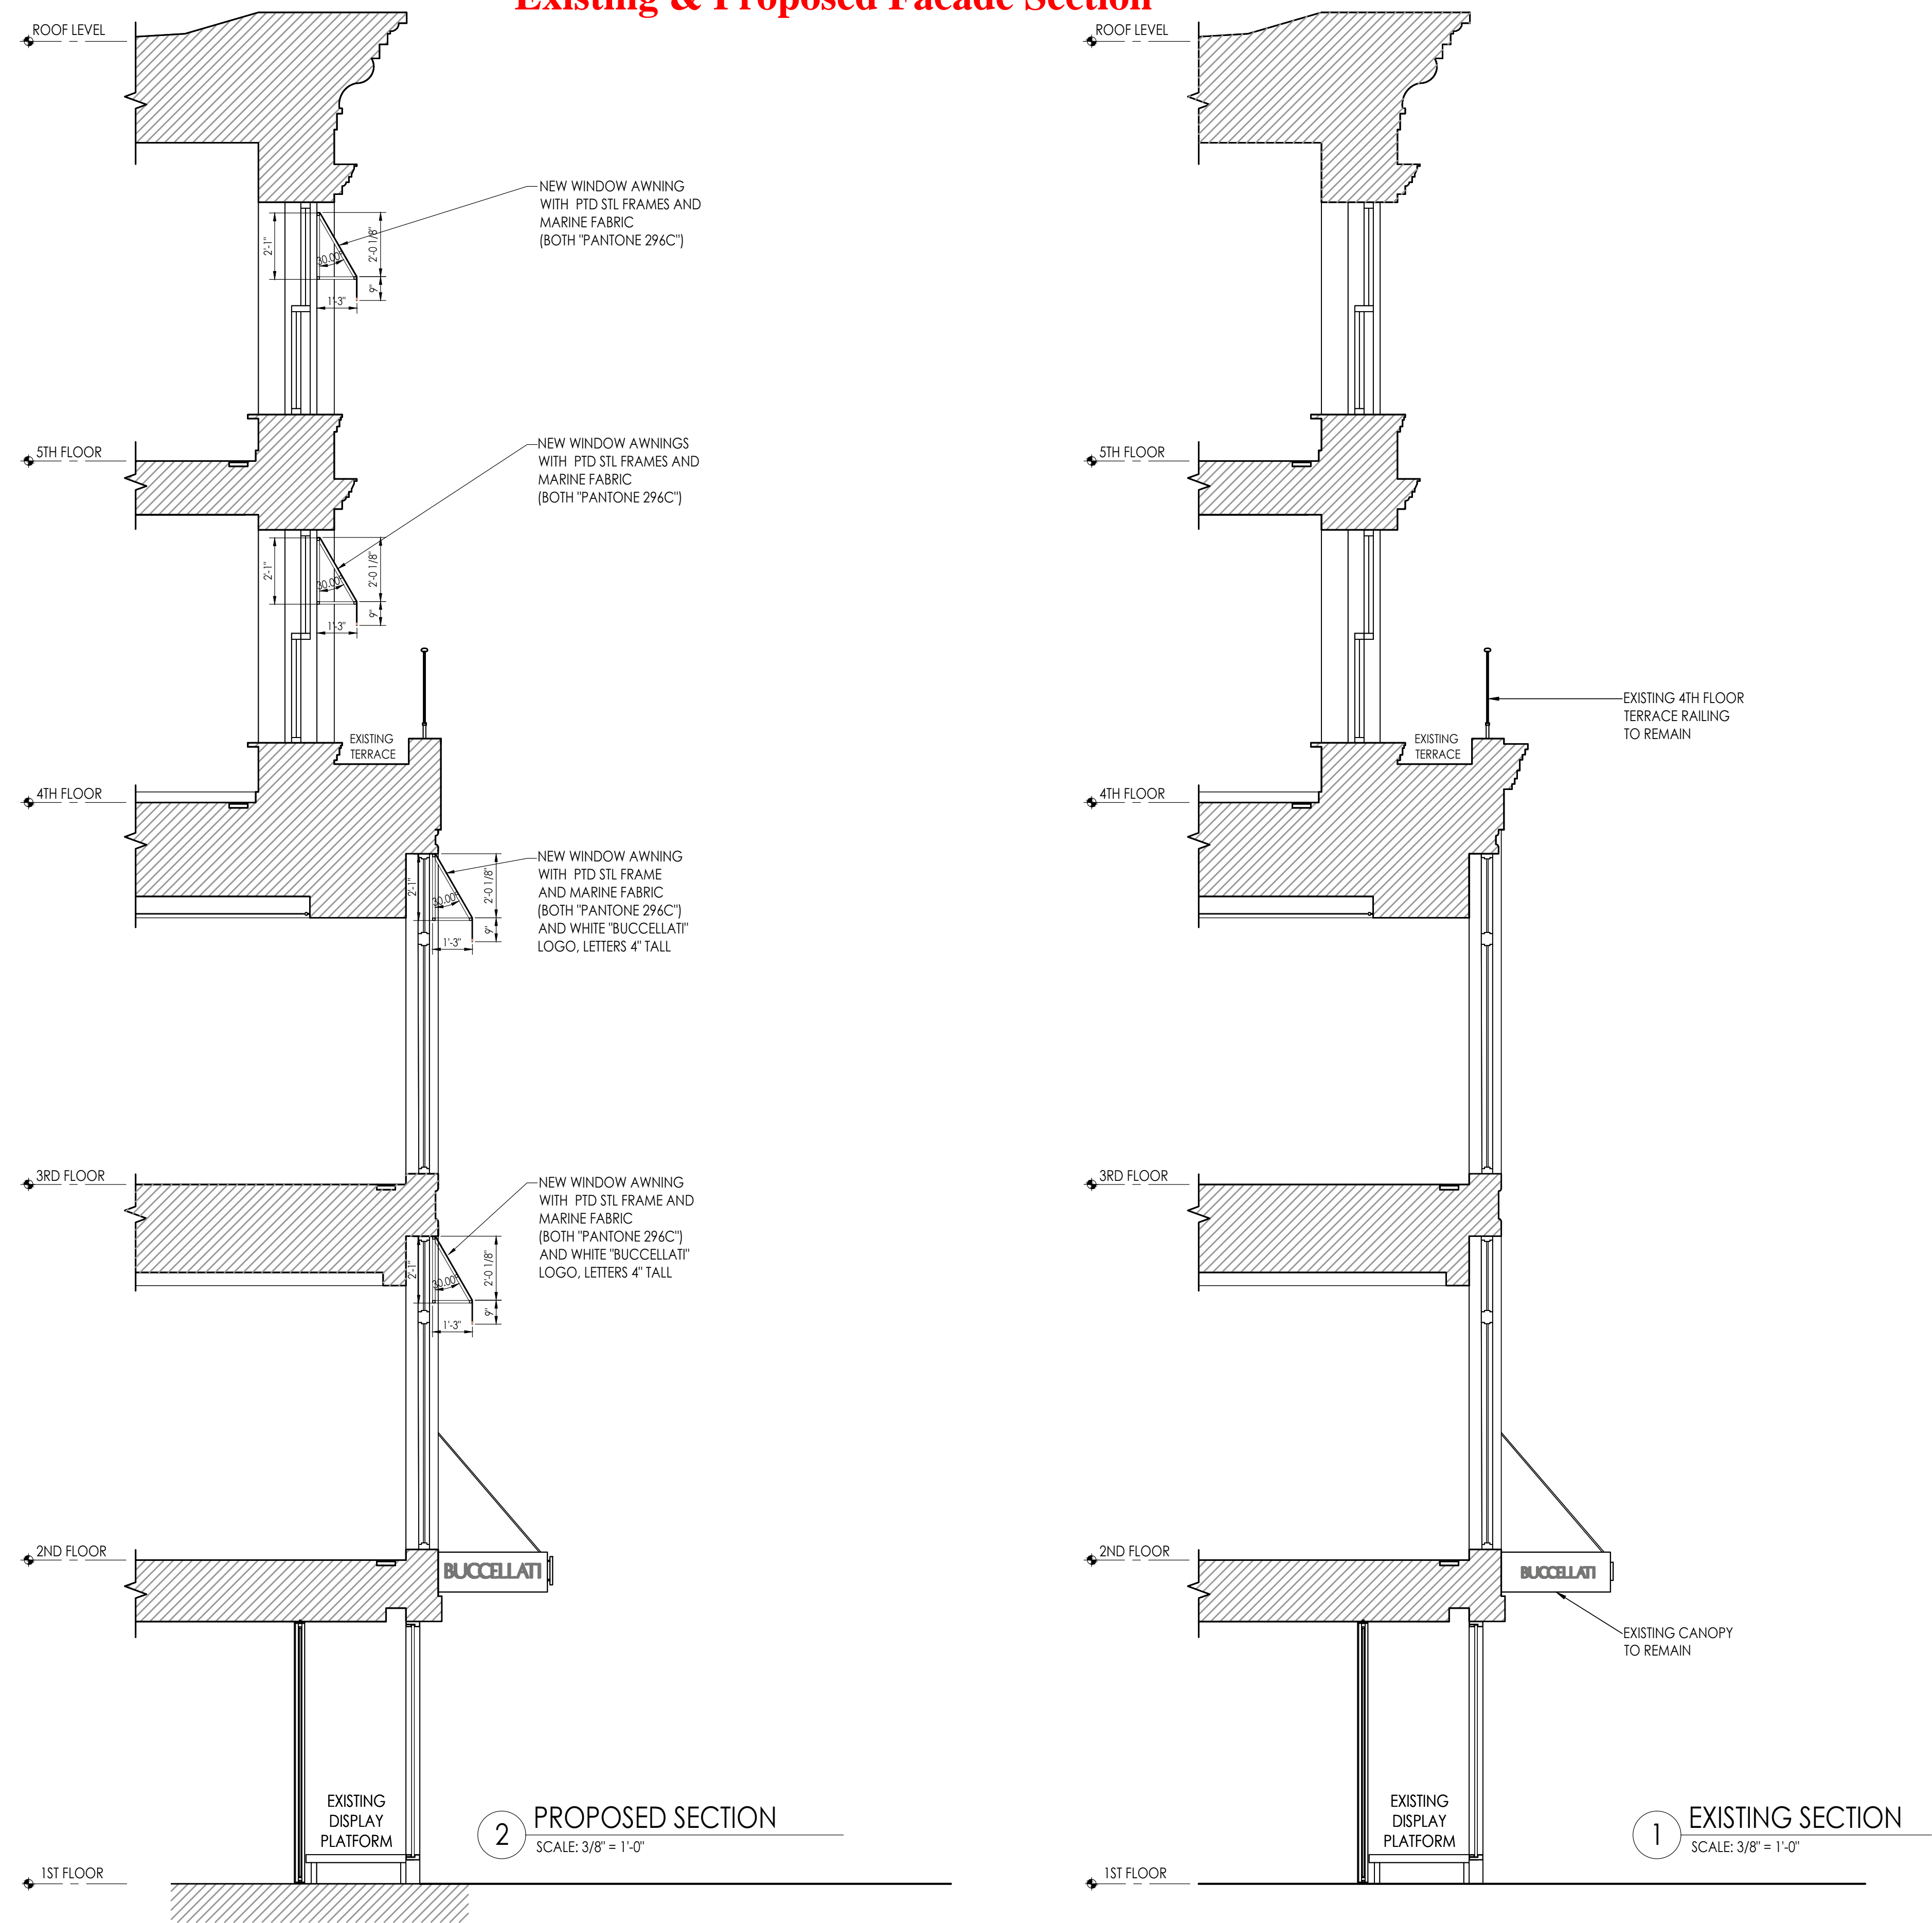 Existing & Proposed Facade Section
ROOF LEVEL
NEW WINDOW AWNING
WITH PTD STL FRAMES AND
MARINE FABRIC
(BOTH "PANTONE 296C")
2'-1"
30.00°
2'-0 1/8"
9"
1'-3"
5TH FLOOR
NEW WINDOW AWNINGS
WITH PTD STL FRAMES AND
MARINE FABRIC
(BOTH "PANTONE 296C")
2'-1"
30.00°
2'-0 1/8"
9"
1'-3"
EXISTING
TERRACE
4TH FLOOR
NEW WINDOW AWNING
WITH PTD STL FRAME
AND MARINE FABRIC
(BOTH "PANTONE 296C")
AND WHITE "BUCCELLATI"
LOGO, LETTERS 4" TALL
2'-1"
30.00°
2'-0 1/8"
9"
1'-3"
3RD FLOOR
NEW WINDOW AWNING
WITH PTD STL FRAME AND
MARINE FABRIC
(BOTH "PANTONE 296C")
AND WHITE "BUCCELLATI"
LOGO, LETTERS 4" TALL
2'-1"
30.00°
2'-0 1/8"
9"
1'-3"
2ND FLOOR
BUCCELLATI
EXISTING
DISPLAY
PLATFORM
1ST FLOOR
2
PROPOSED SECTION
SCALE: 3/8" = 1'-0"
ROOF LEVEL
5TH FLOOR
EXISTING 4TH FLOOR
TERRACE RAILING
TO REMAIN
EXISTING
TERRACE
4TH FLOOR
3RD FLOOR
2ND FLOOR
BUCCELLATI
EXISTING CANOPY
TO REMAIN
EXISTING
DISPLAY
PLATFORM
1ST FLOOR
1
EXISTING SECTION
SCALE: 3/8" = 1'-0"